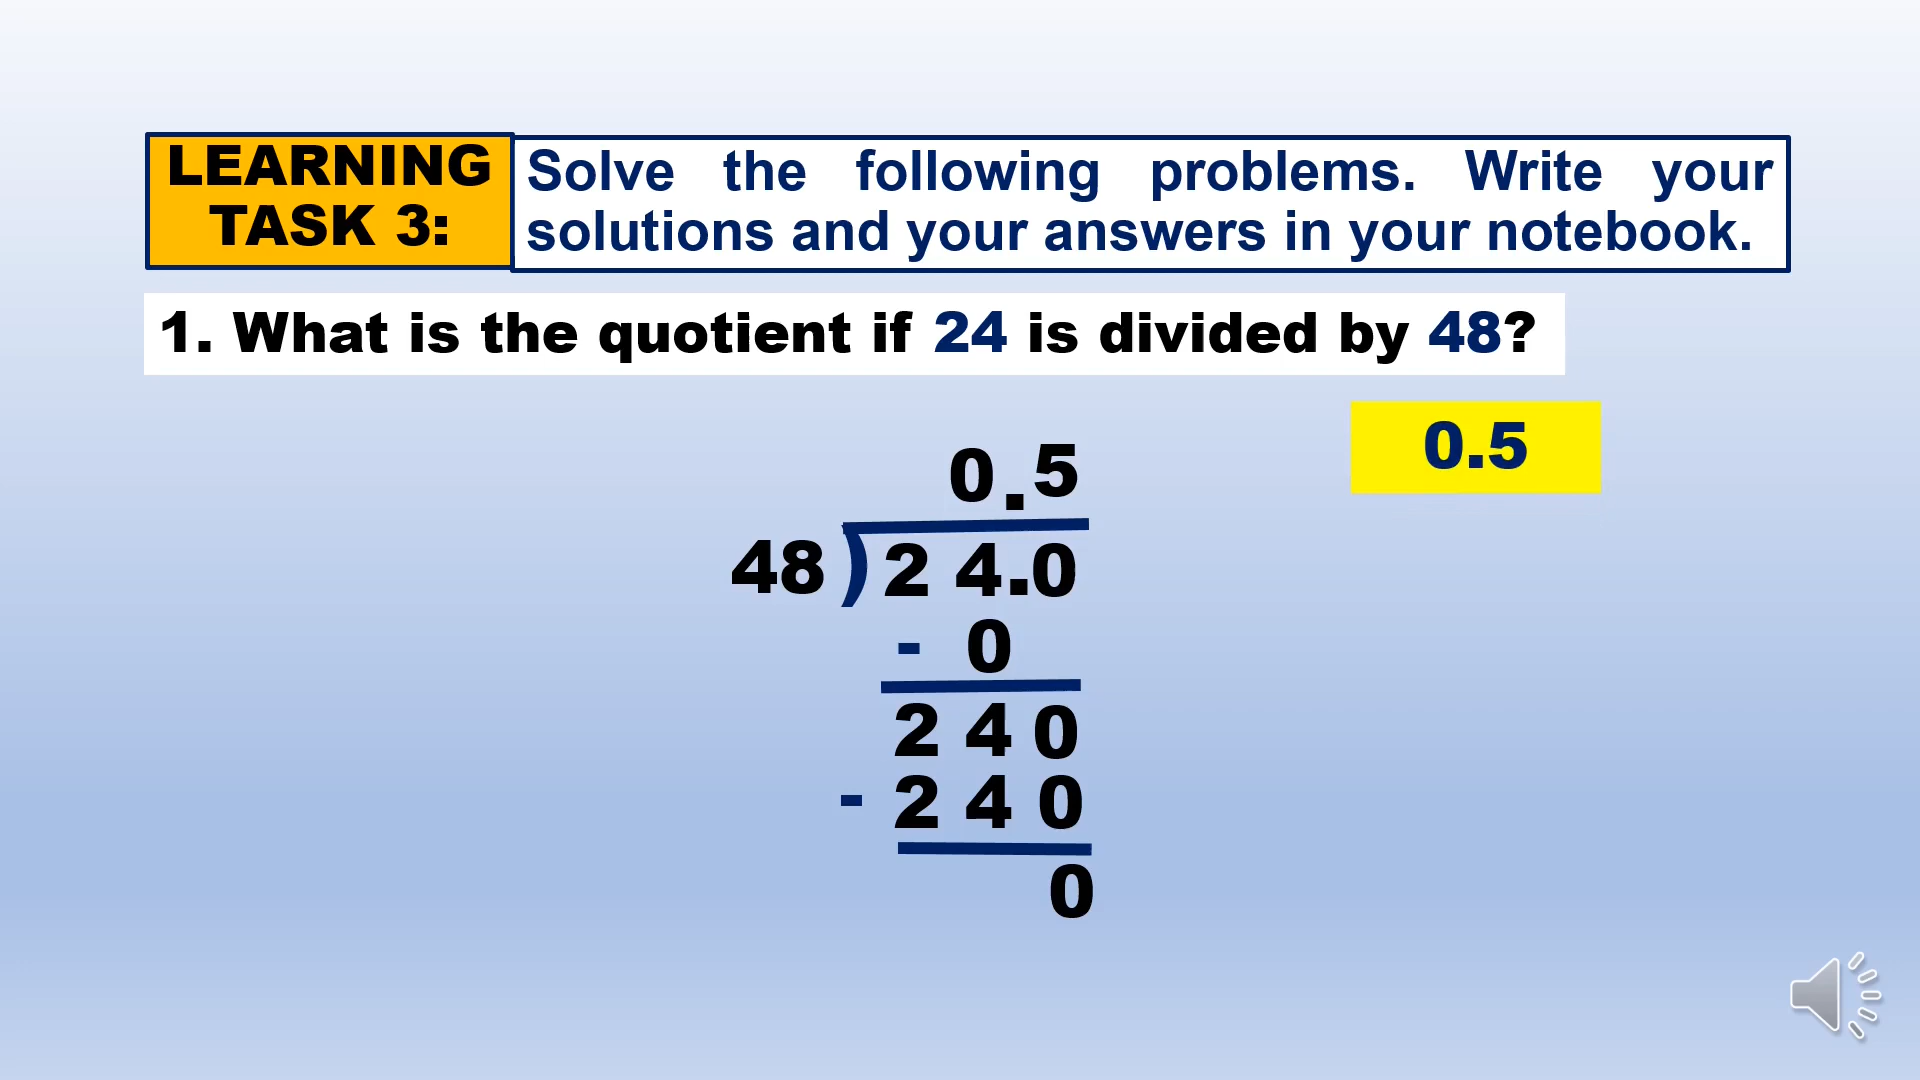 LEARNING
TASK 3:
Solve the following problems. Write your
solutions and your answers in your notebook.
1. What is the quotient if 24 is divided by 48?
0.5
0.5
48) 2 4.0
- 0
2 4 0
- 2 4 0
0